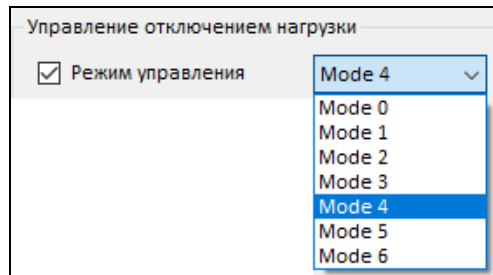 Управление отключением нагрузки
Режим управления Mode 4
Mode 0
Mode 1
Mode 2
Mode 3
Mode 4
Mode 5
Mode 6